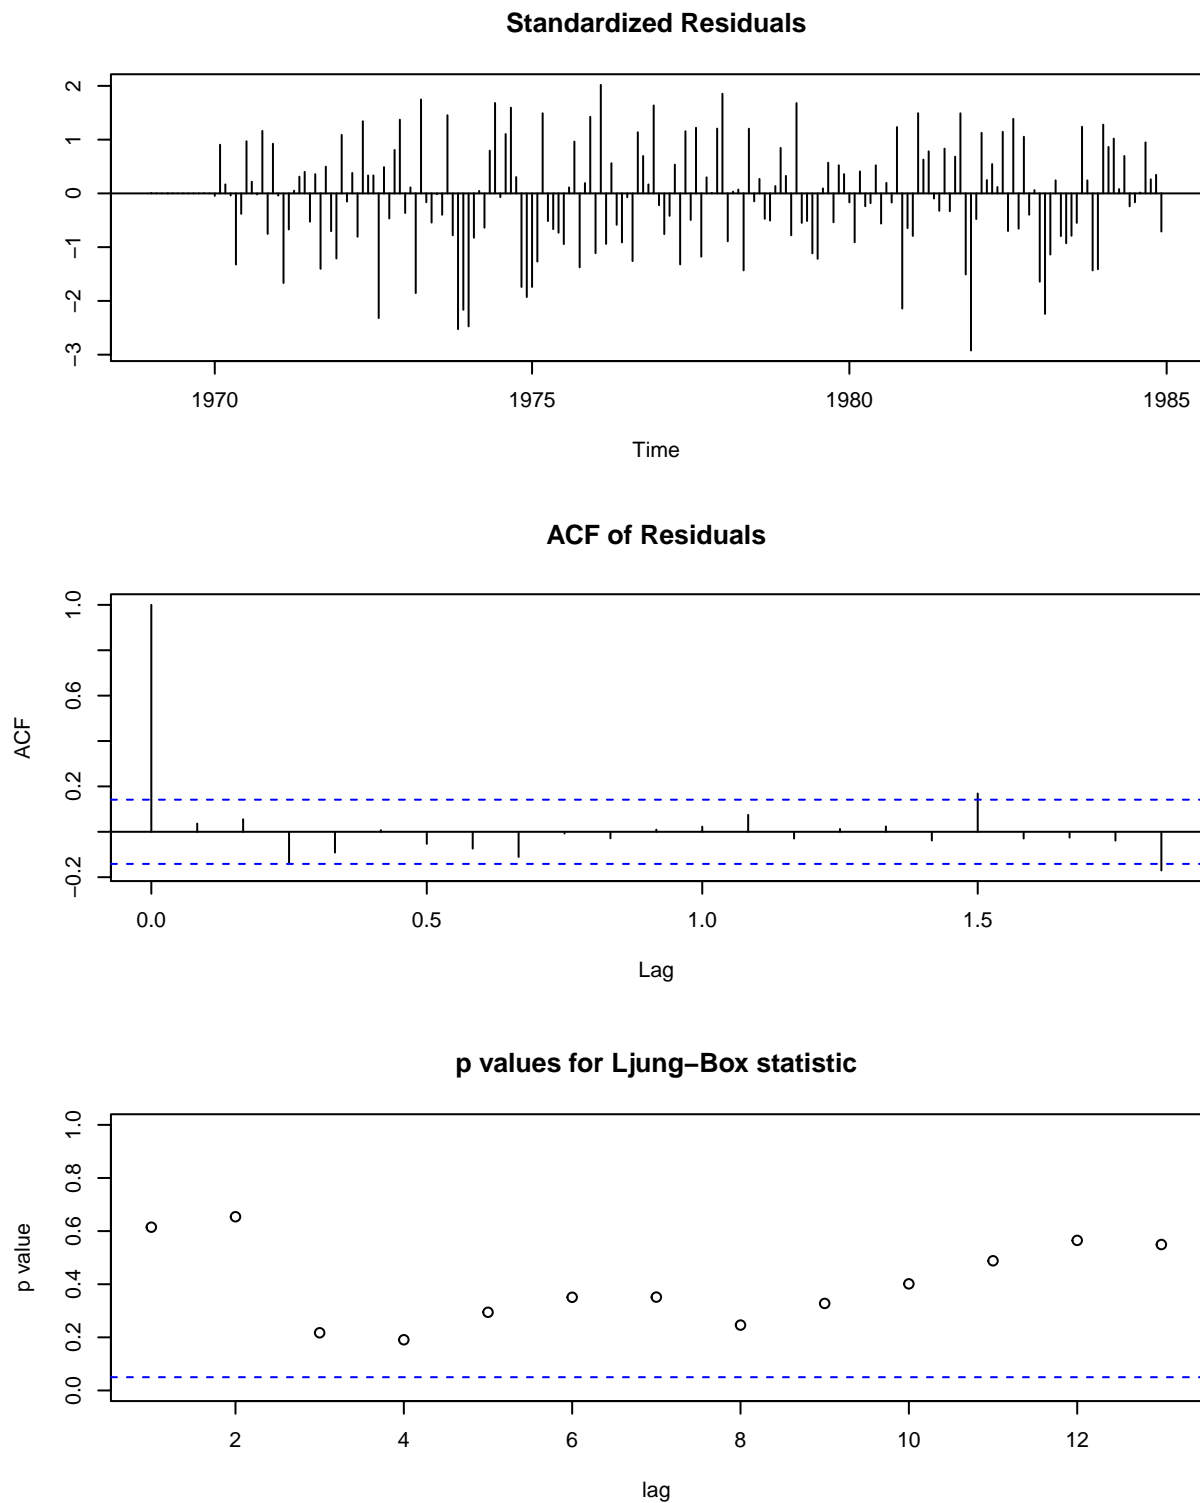 Standardized Residuals
2
1
0
−1
−2
−3
1970 1975 1980 1985
Time
ACF of Residuals
ACF
1.0
0.6
0.2
−0.2
0.0 0.5 1.0 1.5
Lag
p values for Ljung−Box statistic
p value
1.0
0.8
0.6
0.4
0.2
0.0
2 4 6 8 10 12
lag